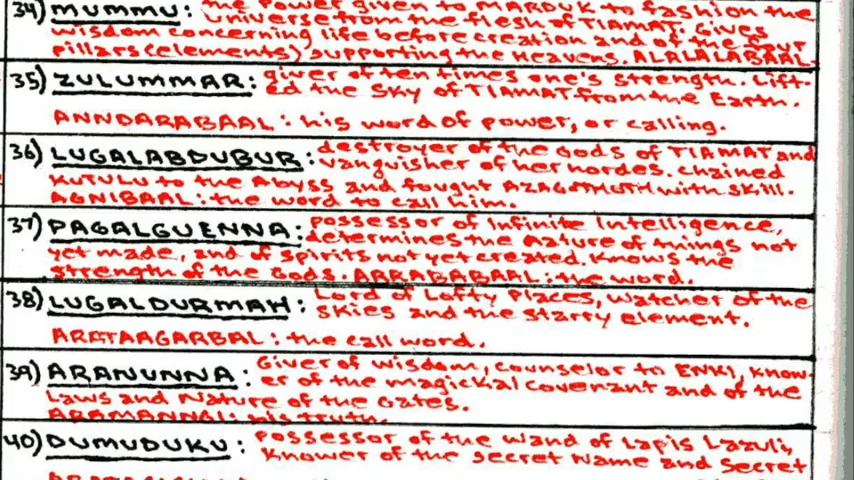 34) MUMMU: the power given to MARDUK to fashion the
universe from the flesh of TIAMAT. Gives
wisdom concerning life before creation and of the four
pillars (elements) supporting the Heavens. ALALALABAAL.
35) ZULUMMAR: giver of ten times one's strength. Lift-
ed the sky of TIAMAT from the Earth.
ANNDARABAAL: his word of power, or calling.
36) LUGALABDUBUR: destroyer of the Gods of TIAMAT and
vanquisher of her hordes. chained
KUTULU to the Abyss and fought AZAGTHOTH with skill.
AGNIBAAL: the word to call him.
37) PAGALGUENNA: possessor of infinite Intelligence,
determines the nature of things not
yet made, and of spirits not yet created. Knows the
strength of the Gods. ARRABABAAL: the word.
38) LUGALDURMAH: Lord of Lofty Places, watcher of the
skies and the starry element.
ARATAAGARBAL: the call word.
39) ARANUNNA: Giver of wisdom, counselor to ENKI, know-
er of the magickal covenant and of the
Laws and Nature of the Gates.
ARAMANNGI: his truth.
40) DUMUDUKU: possessor of the wand of Lapis Lazuli,
knower of the secret Name and Secret